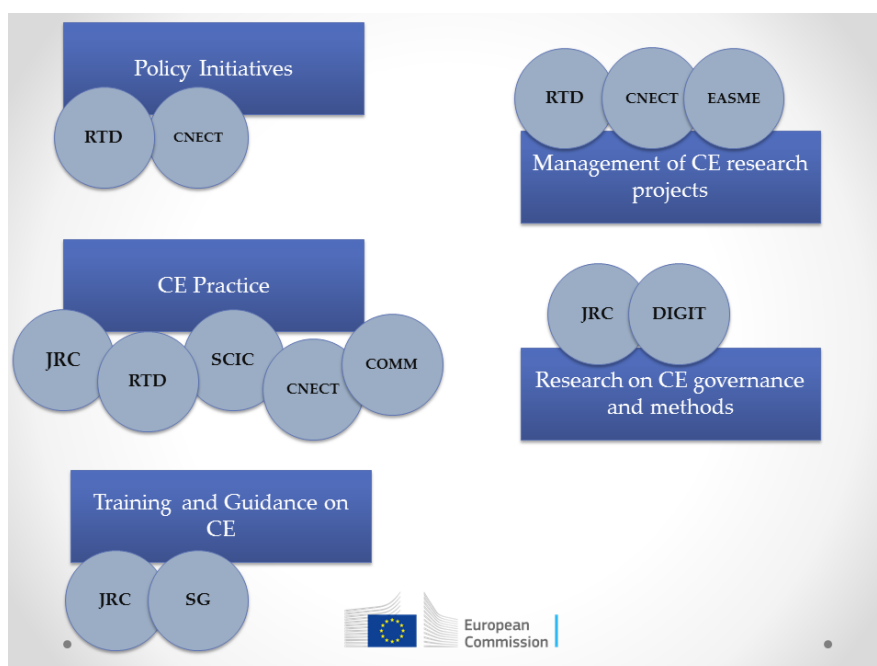 Policy Initiatives
RTD
CNECT
RTD
CNECT
EASME
Management of CE research
projects
CE Practice
JRC
RTD
SCIC
CNECT
COMM
JRC
DIGIT
Research on CE governance
and methods
Training and Guidance on
CE
JRC
SG
European
Commission